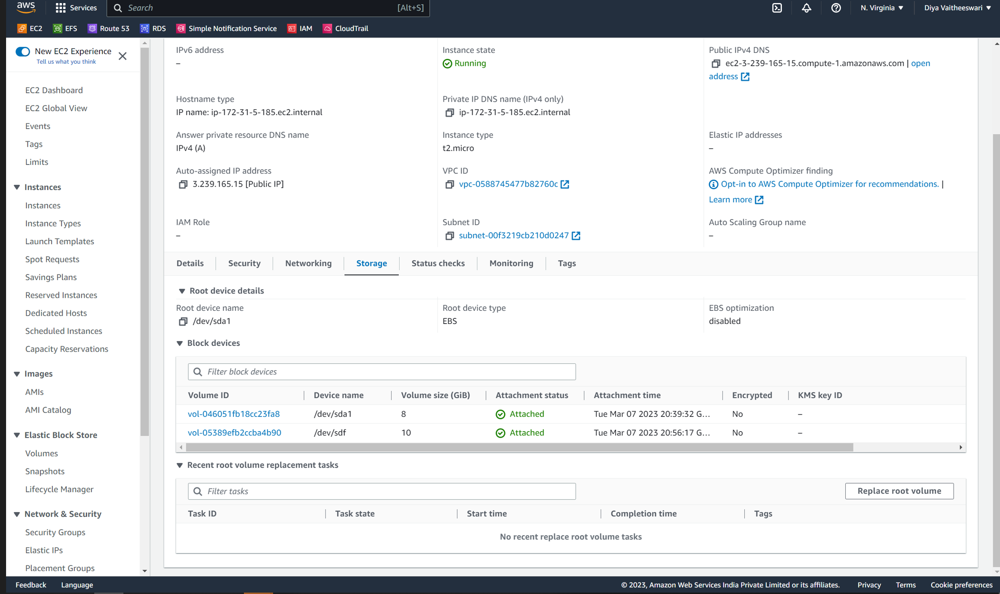 aws
Services
Search
[Alt+S]
N. Virginia
Diya Vaitheeswari
EC2
EFS
Route 53
RDS
Simple Notification Service
IAM
CloudTrail
New EC2 Experience
Tell us what you think
EC2 Dashboard
EC2 Global View
Events
Tags
Limits
Instances
Instances
Instance Types
Launch Templates
Spot Requests
Savings Plans
Reserved Instances
Dedicated Hosts
Scheduled Instances
Capacity Reservations
Images
AMIs
AMI Catalog
Elastic Block Store
Volumes
Snapshots
Lifecycle Manager
Network & Security
Security Groups
Elastic IPs
Placement Groups
IPv6 address
–
Instance state
Running
Public IPv4 DNS
ec2-3-239-165-15.compute-1.amazonaws.com | open
address
Hostname type
IP name: ip-172-31-5-185.ec2.internal
Private IP DNS name (IPv4 only)
ip-172-31-5-185.ec2.internal
Answer private resource DNS name
IPv4 (A)
Instance type
t2.micro
Elastic IP addresses
–
Auto-assigned IP address
3.239.165.15 [Public IP]
VPC ID
vpc-0588745477b82760c
AWS Compute Optimizer finding
Opt-in to AWS Compute Optimizer for recommendations. |
Learn more
IAM Role
–
Subnet ID
subnet-00f3219cb210d0247
Auto Scaling Group name
–
Details
Security
Networking
Storage
Status checks
Monitoring
Tags
Root device details
Root device name
/dev/sda1
Root device type
EBS
EBS optimization
disabled
Block devices
Filter block devices
Volume ID
Device name
Volume size (GiB)
Attachment status
Attachment time
Encrypted
KMS key ID
vol-046051fb18cc23fa8 /dev/sda1 8 Attached Tue Mar 07 2023 20:39:32 G... No –
vol-05389efb2ccba4b90 /dev/sdf 10 Attached Tue Mar 07 2023 20:56:17 G... No –
Recent root volume replacement tasks
Filter tasks
Replace root volume
Task ID
Task state
Start time
Completion time
Tags
No recent replace root volume tasks
Feedback
Language
© 2023, Amazon Web Services India Private Limited or its affiliates.
Privacy
Terms
Cookie preferences